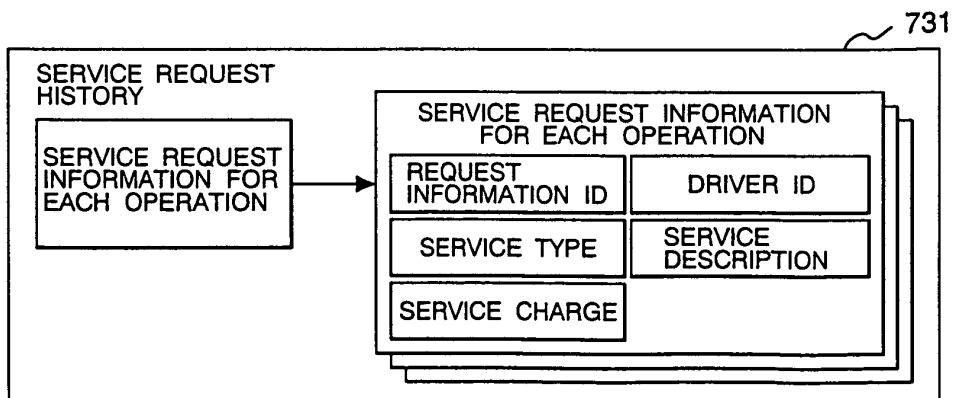 731
SERVICE REQUEST
HISTORY
SERVICE REQUEST
INFORMATION FOR
EACH OPERATION
SERVICE REQUEST INFORMATION
FOR EACH OPERATION
REQUEST
INFORMATION ID
DRIVER ID
SERVICE TYPE
SERVICE
DESCRIPTION
SERVICE CHARGE